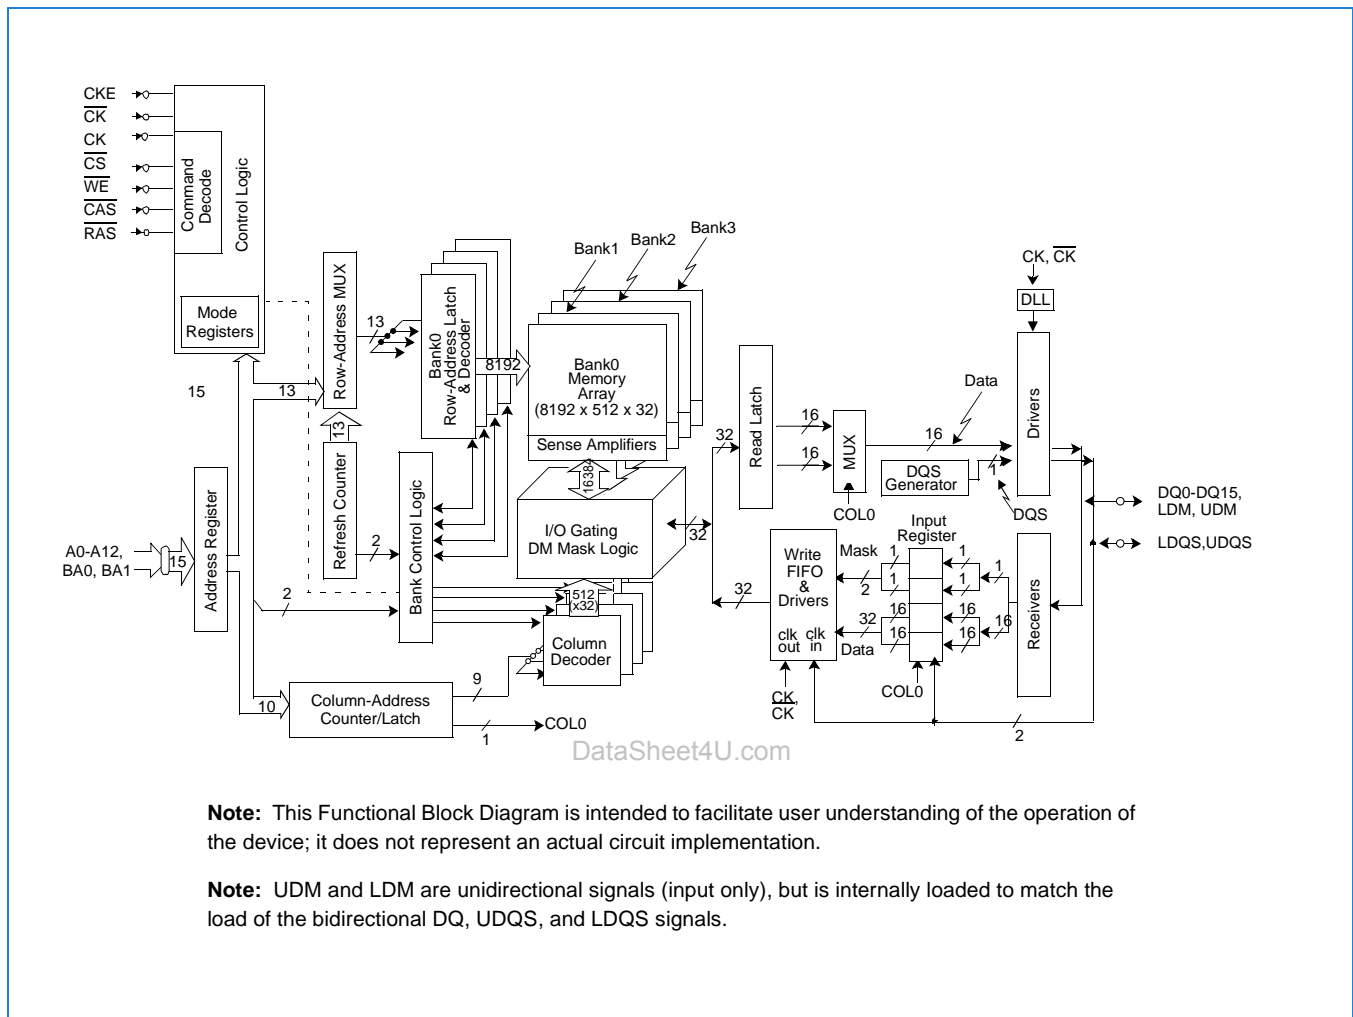 CKE
CK
CK
CS
WE
CAS
RAS
Command
Decode
Control Logic
Mode
Registers
15
13
Row-Address MUX
13
Refresh Counter
13
Bank0
Row-Address Latch
& Decoder
8192
Bank1
Bank2
Bank3
Bank0
Memory
Array
(8192 x 512 x 32)
Sense Amplifiers
16384
I/O Gating
DM Mask Logic
32
A0-A12,
BA0, BA1
15
Address Register
2
2
Bank Control Logic
512
(x32)
Column
Decoder
10
Column-Address
Counter/Latch
9
1
COL0
32
Read Latch
16
16
MUX
COL0
16
Data
DQS
Generator
1
DQS
CK, CK
DLL
Drivers
DQ0-DQ15,
LDM, UDM
LDQS,UDQS
32
Write
FIFO
&
Drivers
clk
out
clk
in
CK,
CK
Mask
1
1
2
16
32
16
Data
Input
Register
COL0
1
1
1
16
16
16
Receivers
2
DataSheet4U.com
Note: This Functional Block Diagram is intended to facilitate user understanding of the operation of
the device; it does not represent an actual circuit implementation.
Note: UDM and LDM are unidirectional signals (input only), but is internally loaded to match the
load of the bidirectional DQ, UDQS, and LDQS signals.